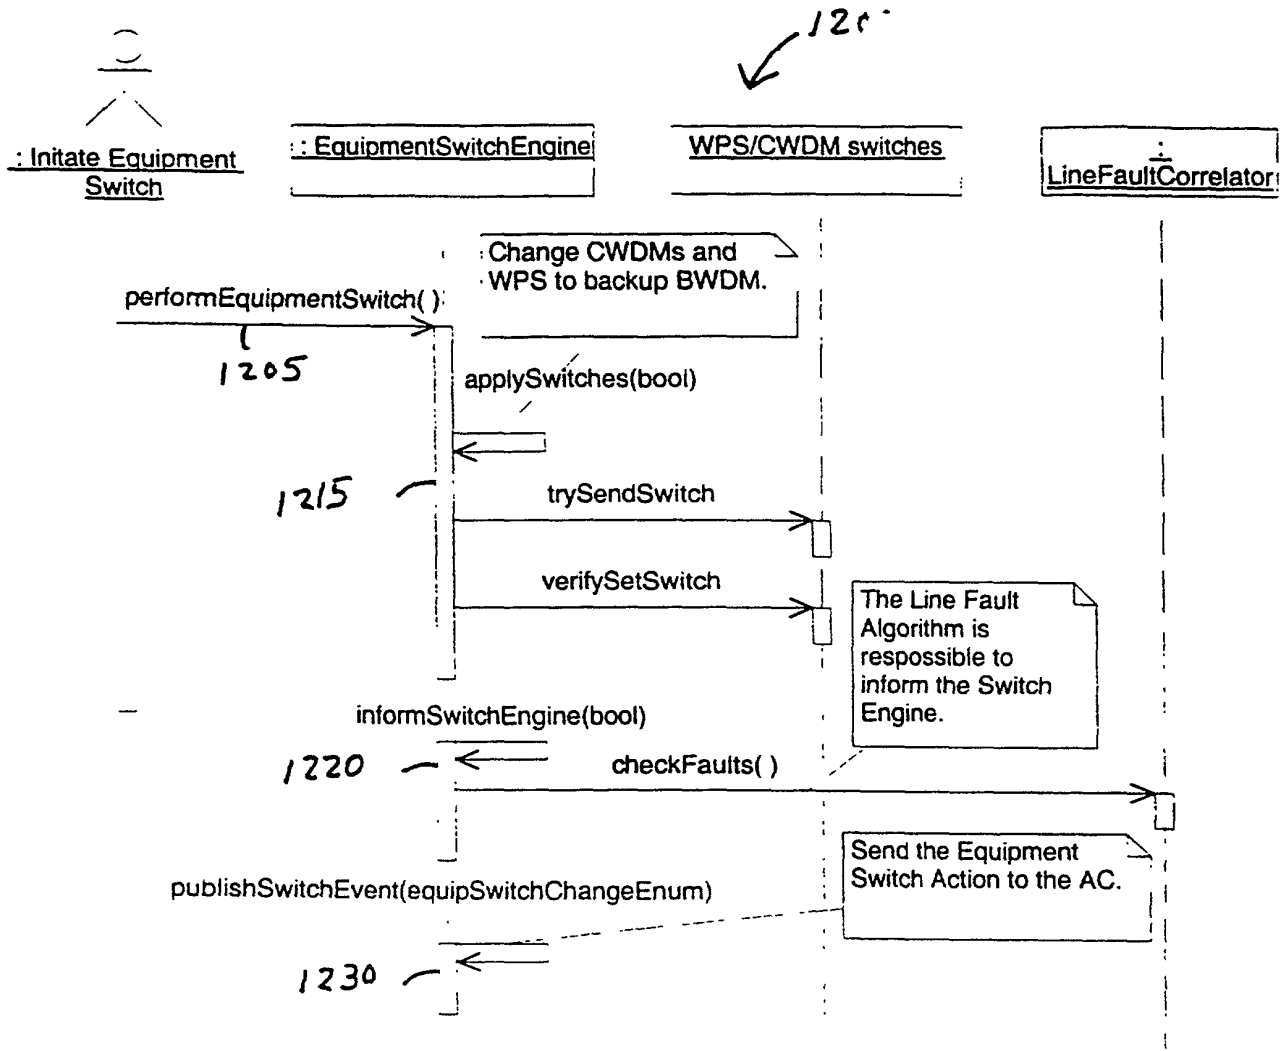 : Initate Equipment
Switch
: : EquipmentSwitchEngine
WPS/CWDM switches
:
LineFaultCorrelator
Change CWDMs and
WPS to backup BWDM.
performEquipmentSwitch( )
1205
applySwitches(bool)
1215
trySendSwitch
verifySetSwitch
The Line Fault
Algorithm is
respossible to
inform the Switch
Engine.
informSwitchEngine(bool)
1220
checkFaults( )
Send the Equipment
Switch Action to the AC.
publishSwitchEvent(equipSwitchChangeEnum)
1230